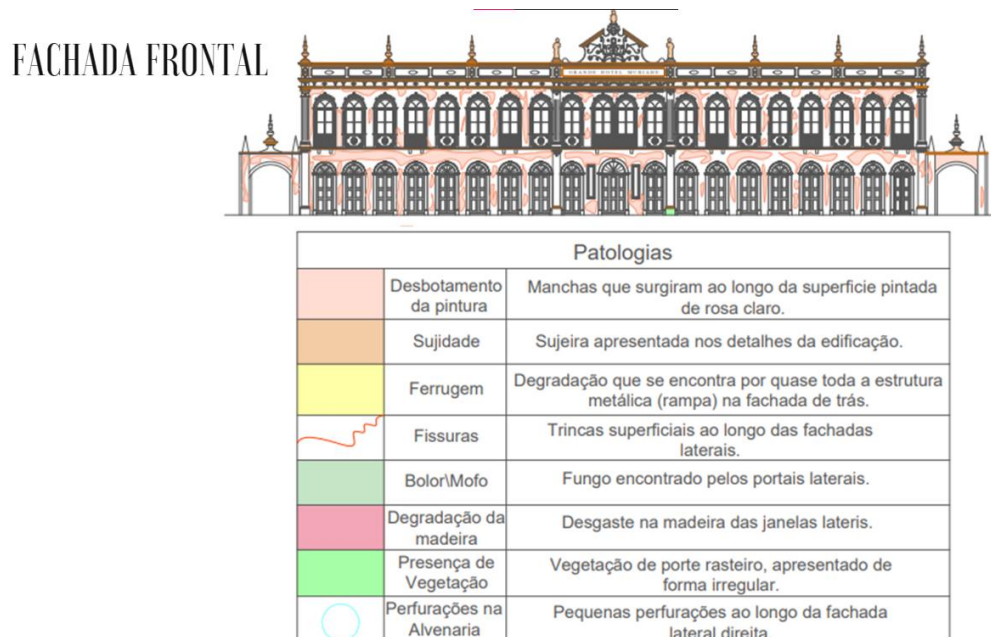 FACHADA FRONTAL
GRANDE HOTEL MURIAHÉ
Patologias
Desbotamento
da pintura
Manchas que surgiram ao longo da superficie pintada
de rosa claro.
Sujidade
Sujeira apresentada nos detalhes da edificação.
Ferrugem
Degradação que se encontra por quase toda a estrutura
metálica (rampa) na fachada de trás.
Fissuras
Trincas superficiais ao longo das fachadas
laterais.
Bolor\Mofo
Fungo encontrado pelos portais laterais.
Degradação da
madeira
Desgaste na madeira das janelas lateris.
Presença de
Vegetação
Vegetação de porte rasteiro, apresentado de
forma irregular.
Perfurações na
Alvenaria
Pequenas perfurações ao longo da fachada
lateral direita.